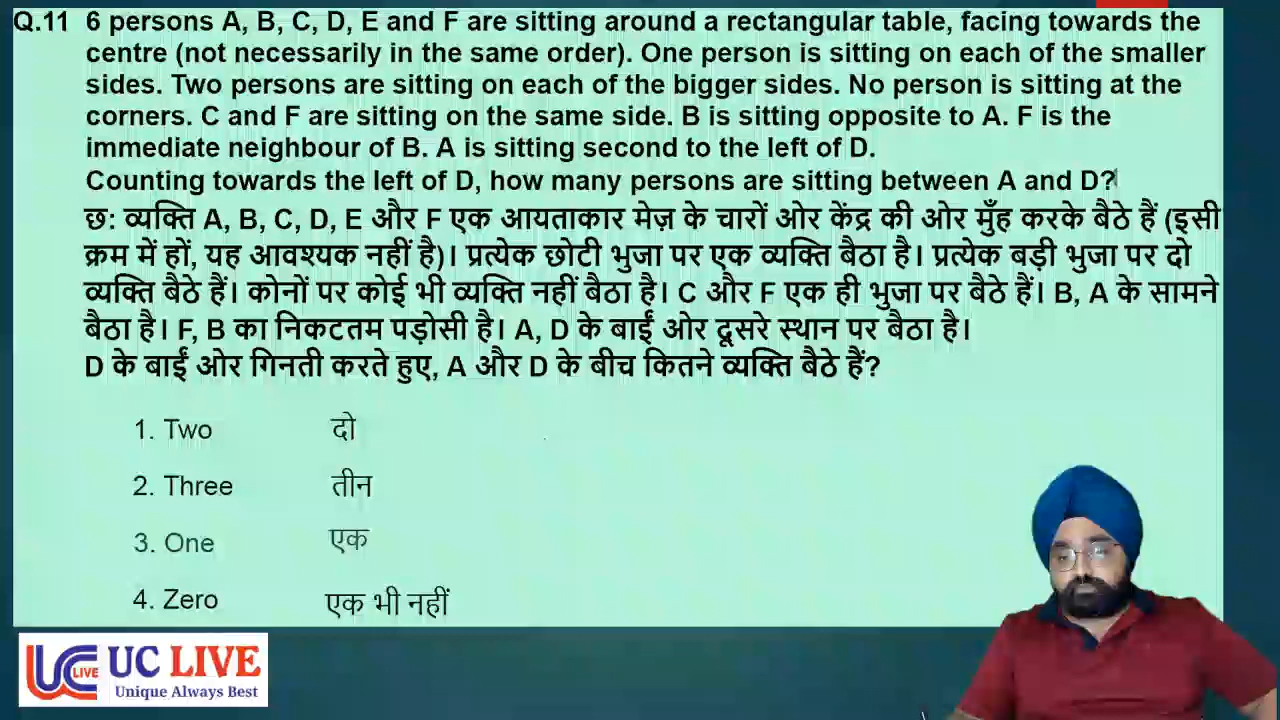 Q.11 6 persons A, B, C, D, E and F are sitting around a rectangular table, facing towards the
centre (not necessarily in the same order). One person is sitting on each of the smaller
sides. Two persons are sitting on each of the bigger sides. No person is sitting at the
corners. C and F are sitting on the same side. B is sitting opposite to A. F is the
immediate neighbour of B. A is sitting second to the left of D.
Counting towards the left of D, how many persons are sitting between A and D?
छ: व्यक्ति A, B, C, D, E और F एक आयताकार मेज़ के चारों ओर केंद्र की ओर मुँह करके बैठे हैं (इसी
क्रम में हों, यह आवश्यक नहीं है)। प्रत्येक छोटी भुजा पर एक व्यक्ति बैठा है। प्रत्येक बड़ी भुजा पर दो
व्यक्ति बैठे हैं। कोनों पर कोई भी व्यक्ति नहीं बैठा है। C और F एक ही भुजा पर बैठे हैं। B, A के सामने
बैठा है। F, B का निकटतम पड़ोसी है। A, D के बाईं ओर दूसरे स्थान पर बैठा है।
D के बाईं ओर गिनती करते हुए, A और D के बीच कितने व्यक्ति बैठे हैं?
1. Two दो
2. Three तीन
3. One एक
4. Zero एक भी नहीं
UC LIVE UC LIVE
Unique Always Best